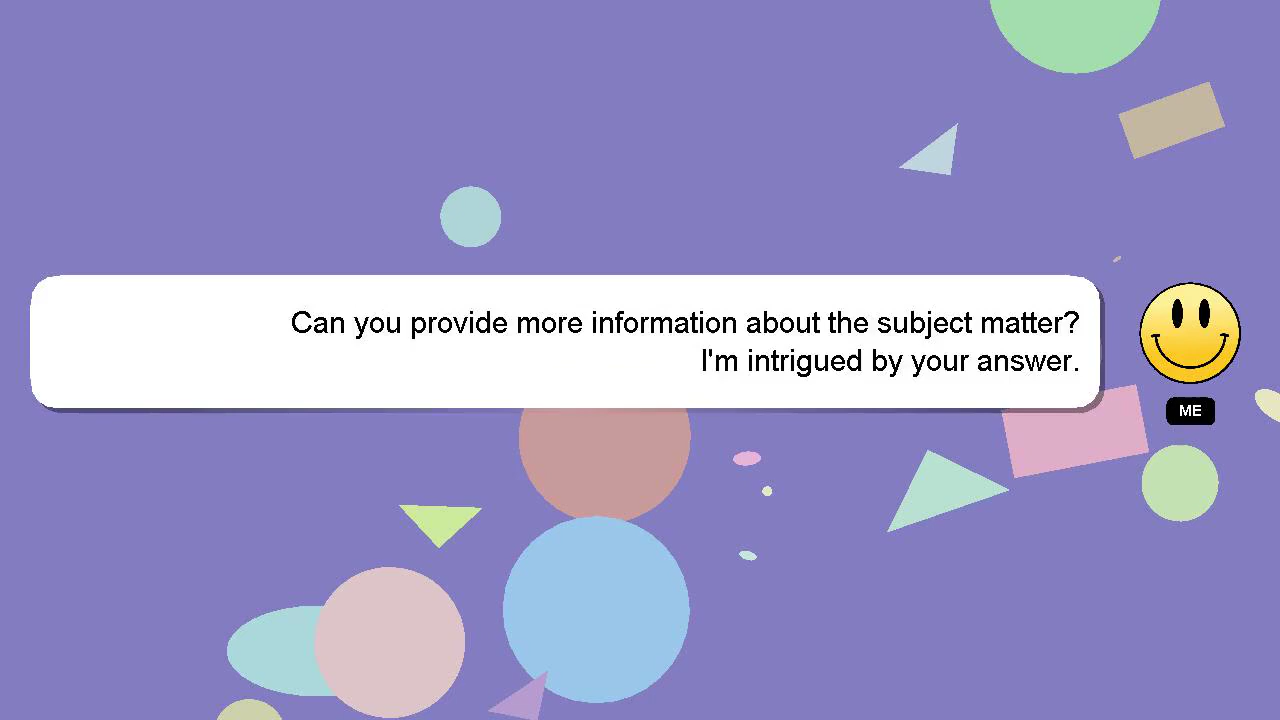 Can you provide more information about the subject matter?
I'm intrigued by your answer.
ME